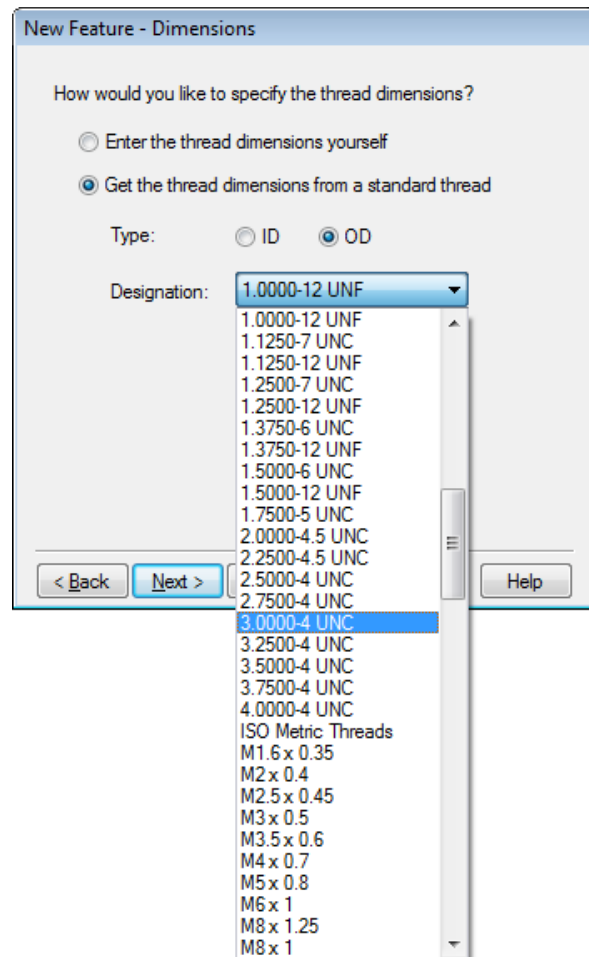 New Feature - Dimensions
How would you like to specify the thread dimensions?
Enter the thread dimensions yourself
Get the thread dimensions from a standard thread
Type: ID OD
Designation: 1.0000-12 UNF
1.0000-12 UNF
1.1250-7 UNC
1.1250-12 UNF
1.2500-7 UNC
1.2500-12 UNF
1.3750-6 UNC
1.3750-12 UNF
1.5000-6 UNC
1.5000-12 UNF
1.7500-5 UNC
2.0000-4.5 UNC
2.2500-4.5 UNC
2.5000-4 UNC
2.7500-4 UNC
3.0000-4 UNC
3.2500-4 UNC
3.5000-4 UNC
3.7500-4 UNC
4.0000-4 UNC
ISO Metric Threads
M1.6 x 0.35
M2 x 0.4
M2.5 x 0.45
M3 x 0.5
M3.5 x 0.6
M4 x 0.7
M5 x 0.8
M6 x 1
M8 x 1.25
M8 x 1
< Back Next > Help